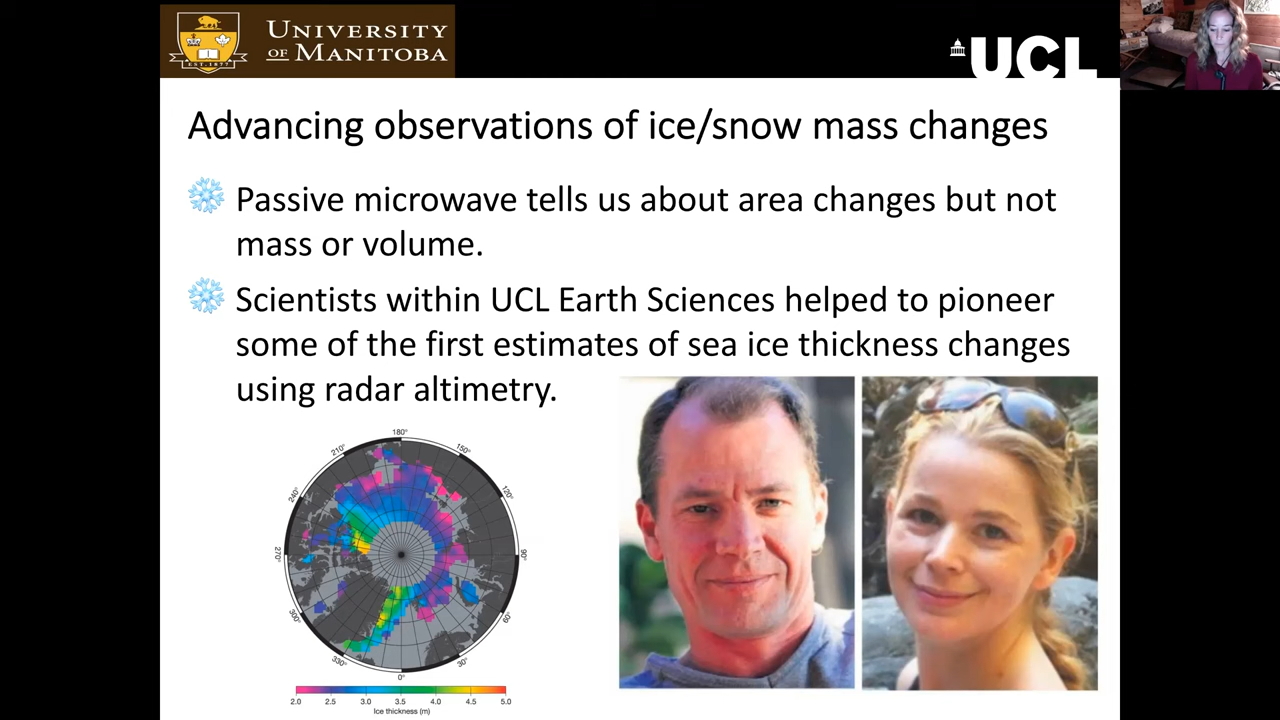 UNIVERSITY
OF MANITOBA
EST. 1877
UCL
Advancing observations of ice/snow mass changes
Passive microwave tells us about area changes but not
mass or volume.
Scientists within UCL Earth Sciences helped to pioneer
some of the first estimates of sea ice thickness changes
using radar altimetry.
180°
210° 150°
240° 120°
270° 90°
300° 60°
330° 30°
0°
2.0 2.5 3.0 3.5 4.0 4.5 5.0
Ice thickness (m)